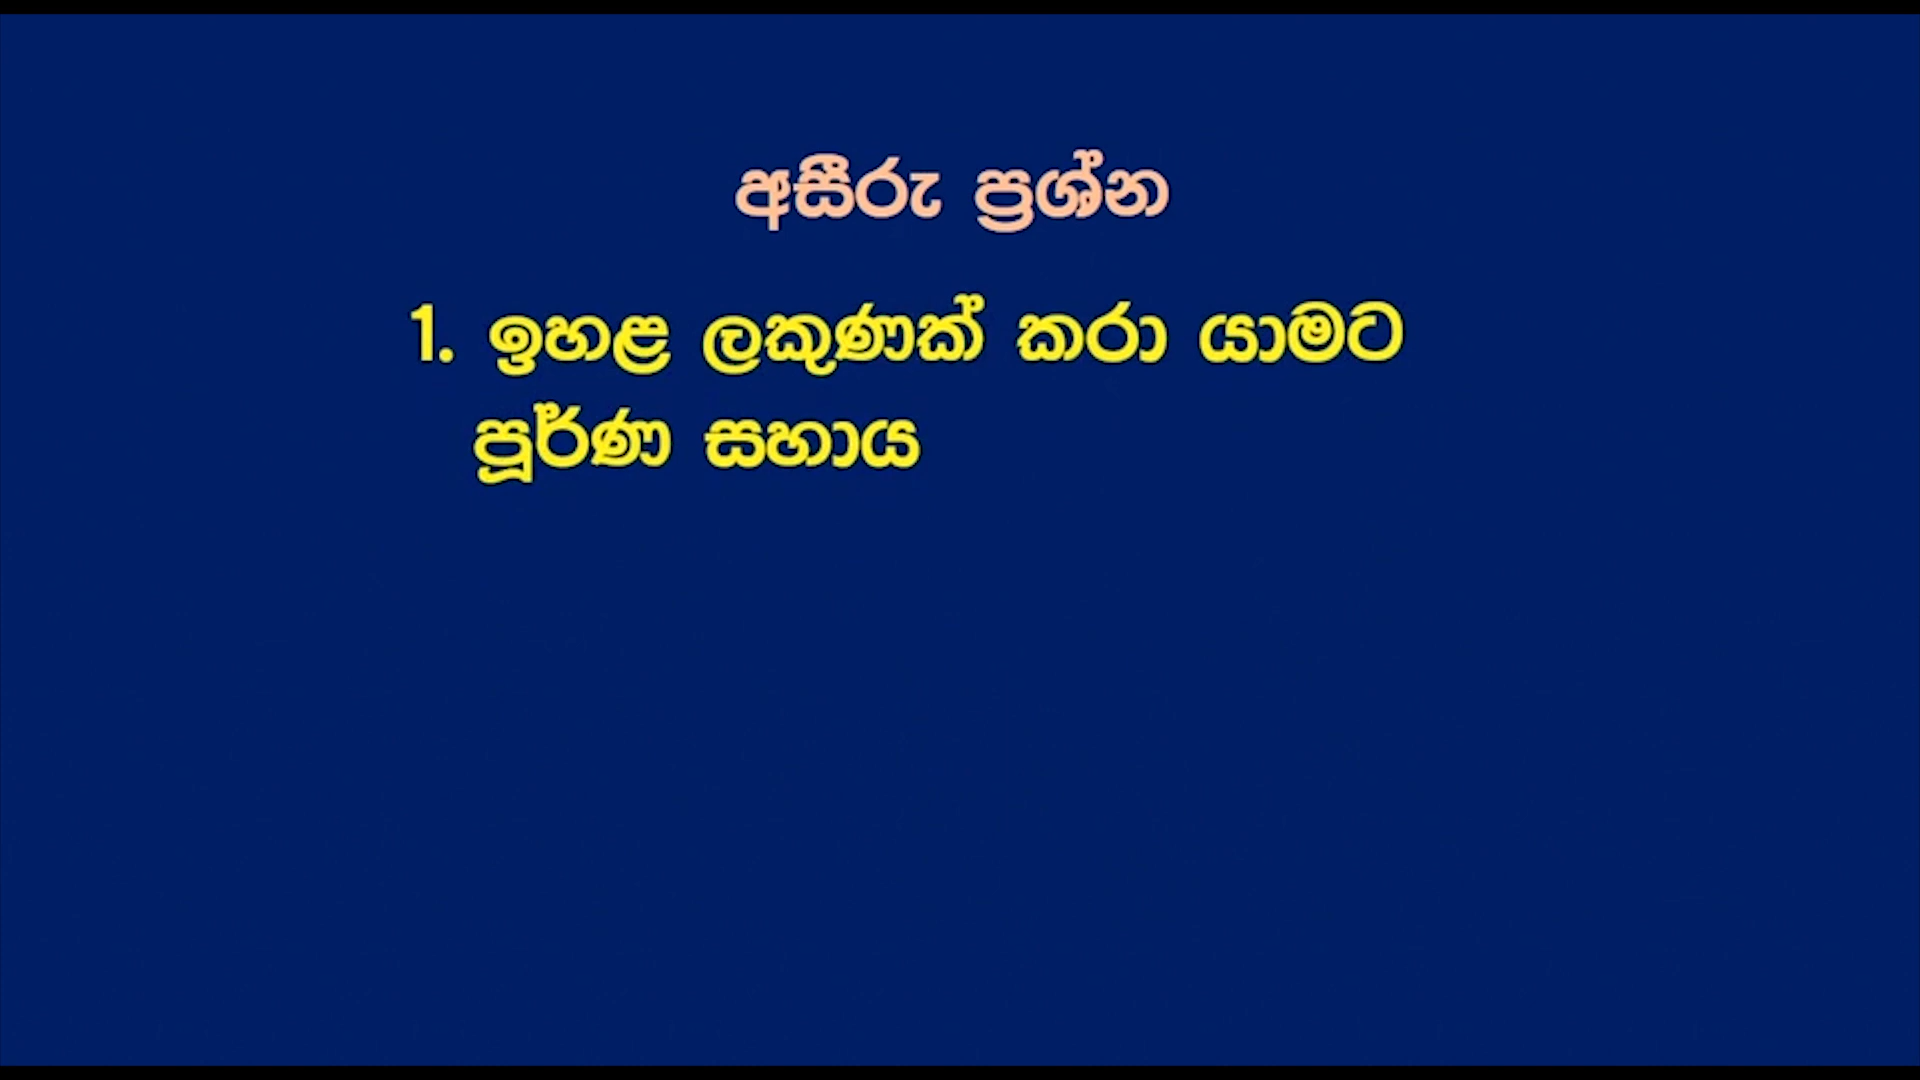 අසීරු ප්‍රශ්න
1. ඉහළ ලකුණක් කරා යාමට
පූර්ණ සහාය